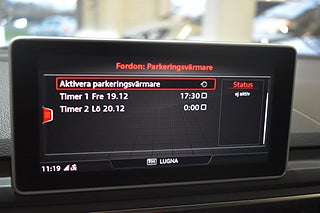 Fordon: Parkeringsvärmare
Aktivera parkeringsvärmare
Status
Timer 1 Fre 19.12 17:30
ej aktiv
Timer 2 Lö 20.12 0:00
11:19
LUGNA